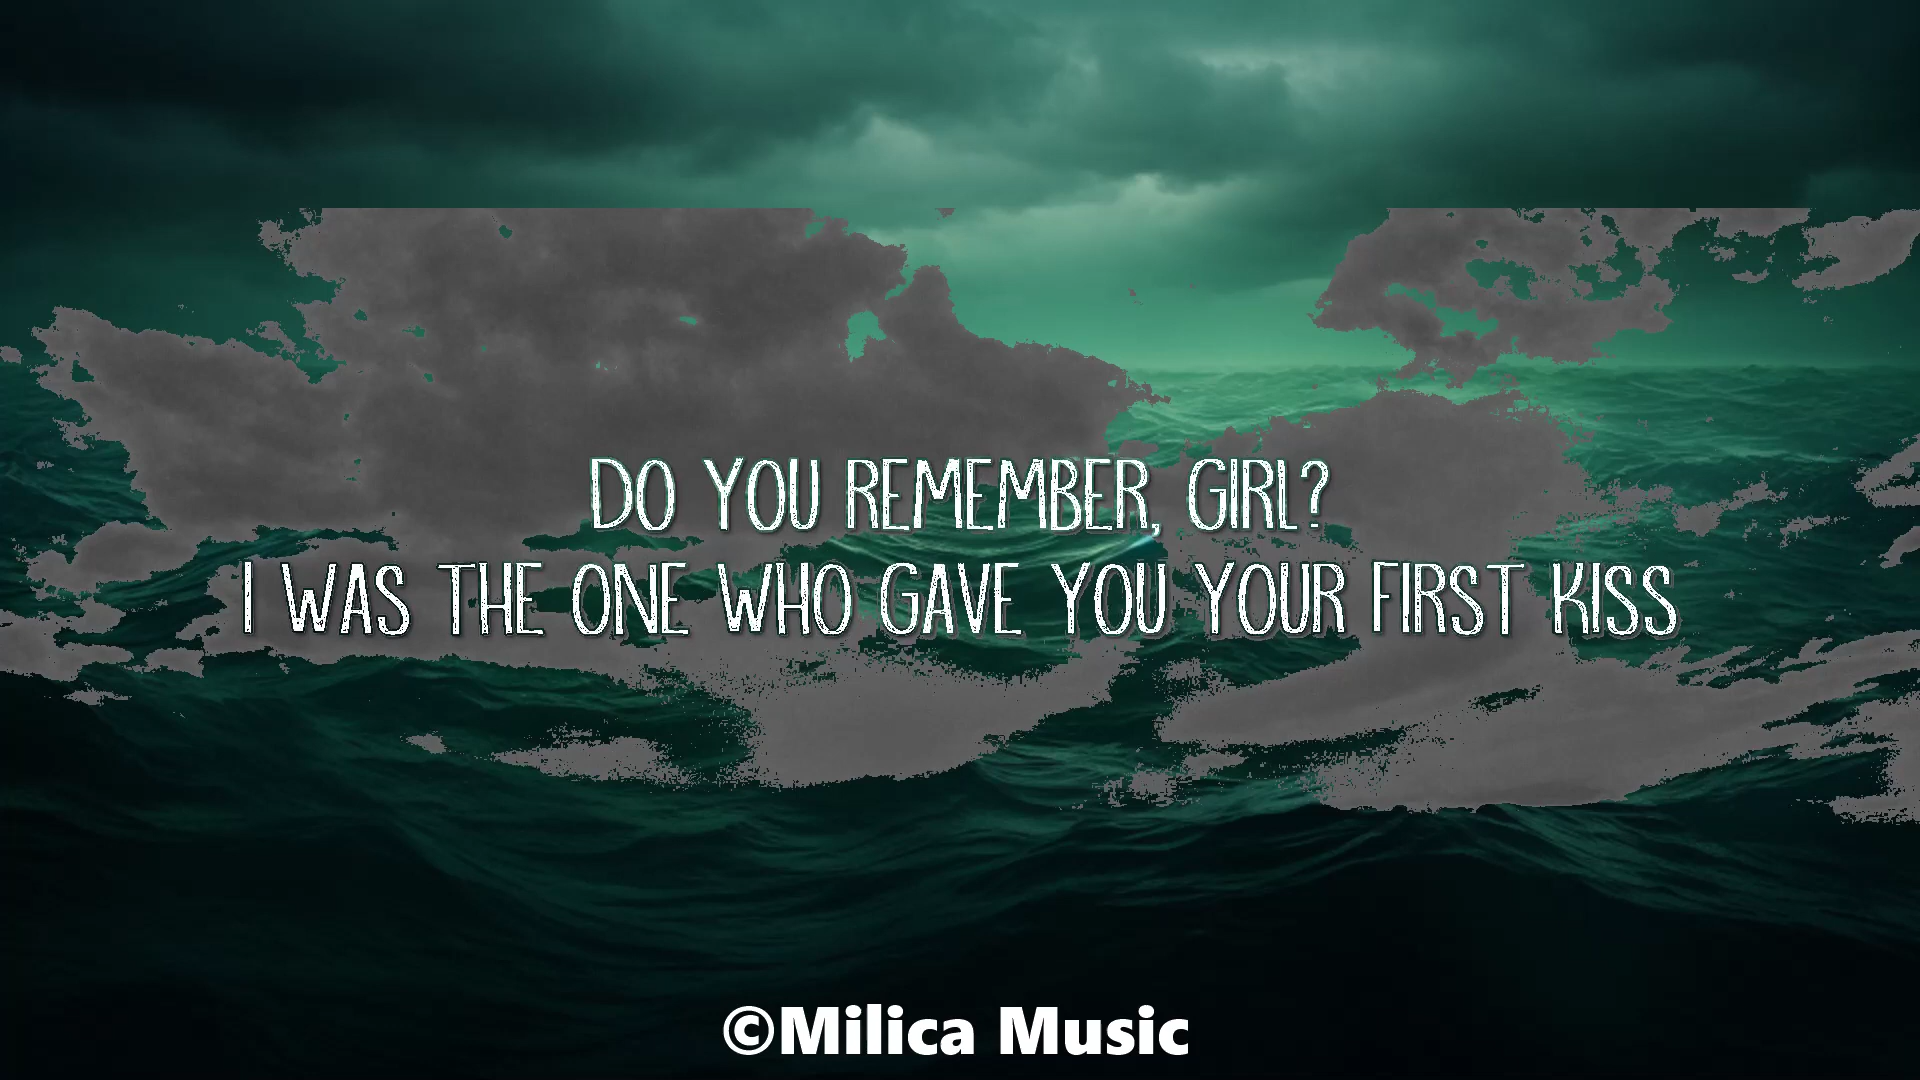 DO YOU REMEMBER, GIRL?
I WAS THE ONE WHO GAVE YOU YOUR FIRST KISS
©Milica Music